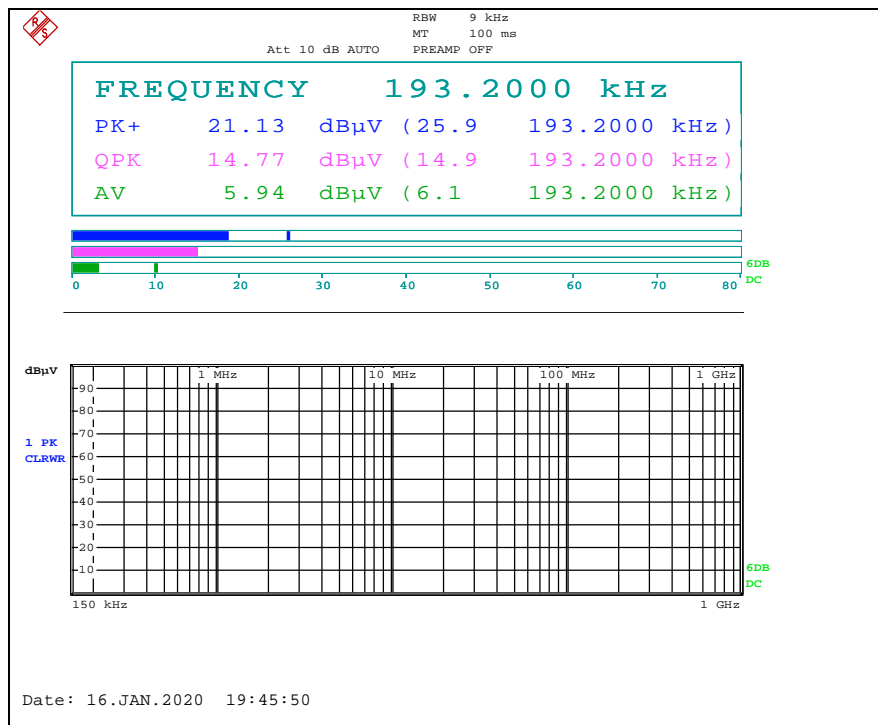 R/S
RBW 9 kHz
MT 100 ms
Att 10 dB AUTO PREAMP OFF
FREQUENCY 193.2000 kHz
PK+ 21.13 dBµV (25.9 193.2000 kHz)
QPK 14.77 dBµV (14.9 193.2000 kHz)
AV 5.94 dBµV (6.1 193.2000 kHz)
6DB
DC
0 10 20 30 40 50 60 70 80
dBµV
1 MHz 10 MHz 100 MHz 1 GHz
90
80
70
1 PK
CLRWR
60
50
40
30
20
10
6DB
DC
150 kHz 1 GHz
Date: 16.JAN.2020 19:45:50